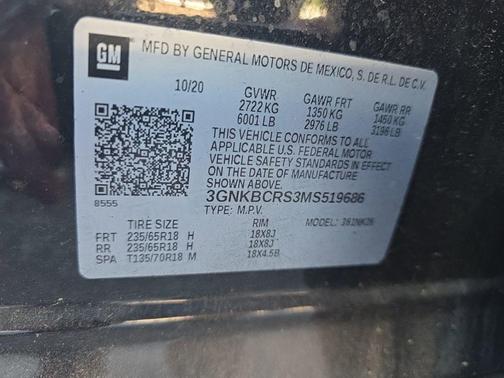 GM
MFD BY GENERAL MOTORS DE MEXICO, S. DE R.L. DE C.V.
10/20
GVWR GAWR FRT GAWR RR
2722 KG 1350 KG 1450 KG
6001 LB 2976 LB 3196 LB
THIS VEHICLE CONFORMS TO ALL
APPLICABLE U.S. FEDERAL MOTOR
VEHICLE SAFETY STANDARDS IN EFFECT
ON THE DATE OF MANUFACTURE
8555
3GNKBCRS3MS519686
TYPE: M.P.V. MODEL:
TIRE SIZE RIM
FRT 235/65R18 H 18X8J
RR 235/65R18 H 18X8J
SPA T135/70R18 M 18X4.5B